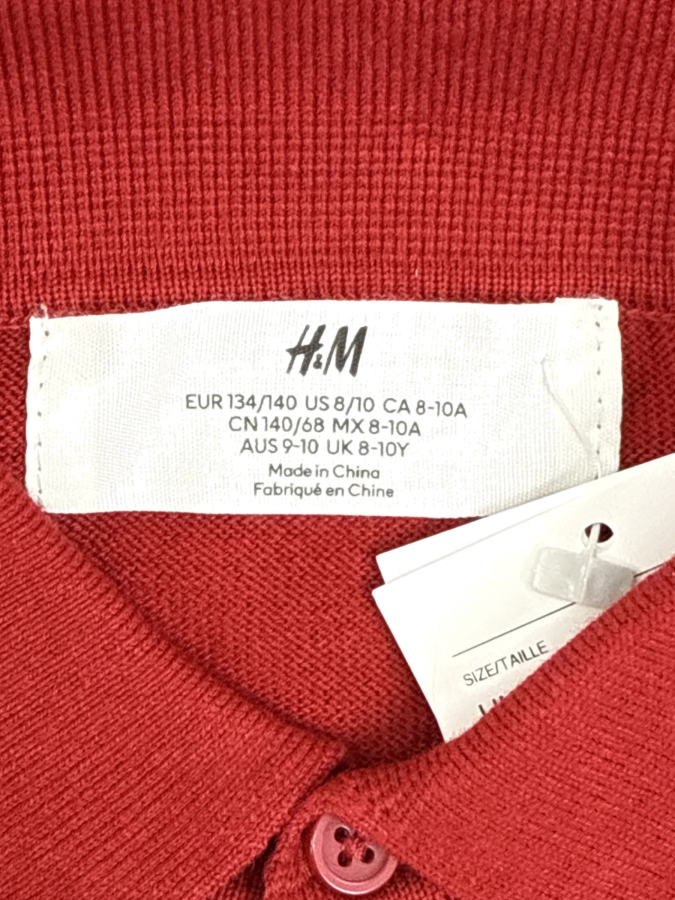 H&M
EUR 134/140 US 8/10 CA 8-10A
CN 140/68 MX 8-10A
AUS 9-10 UK 8-10Y
Made in China
Fabriqué en Chine
SIZE/TAILLE